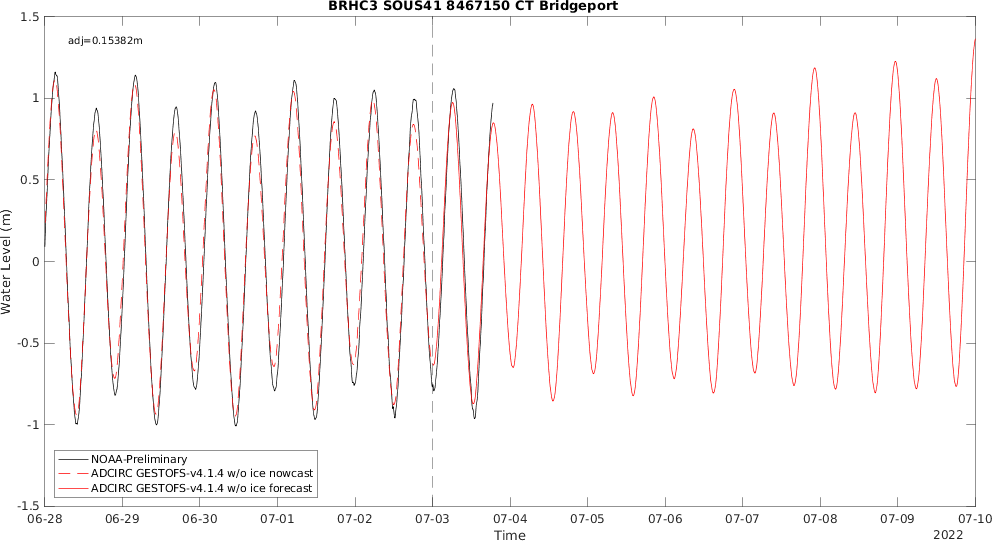 BRHC3 SOUS41 8467150 CT Bridgeport
adj=0.15382m
1.5
1
0.5
0
-0.5
-1
-1.5
Water Level (m)
NOAA-Preliminary
ADCIRC GESTOFS-v4.1.4 w/o ice nowcast
ADCIRC GESTOFS-v4.1.4 w/o ice forecast
06-28 06-29 06-30 07-01 07-02 07-03 07-04 07-05 07-06 07-07 07-08 07-09 07-10
Time
2022